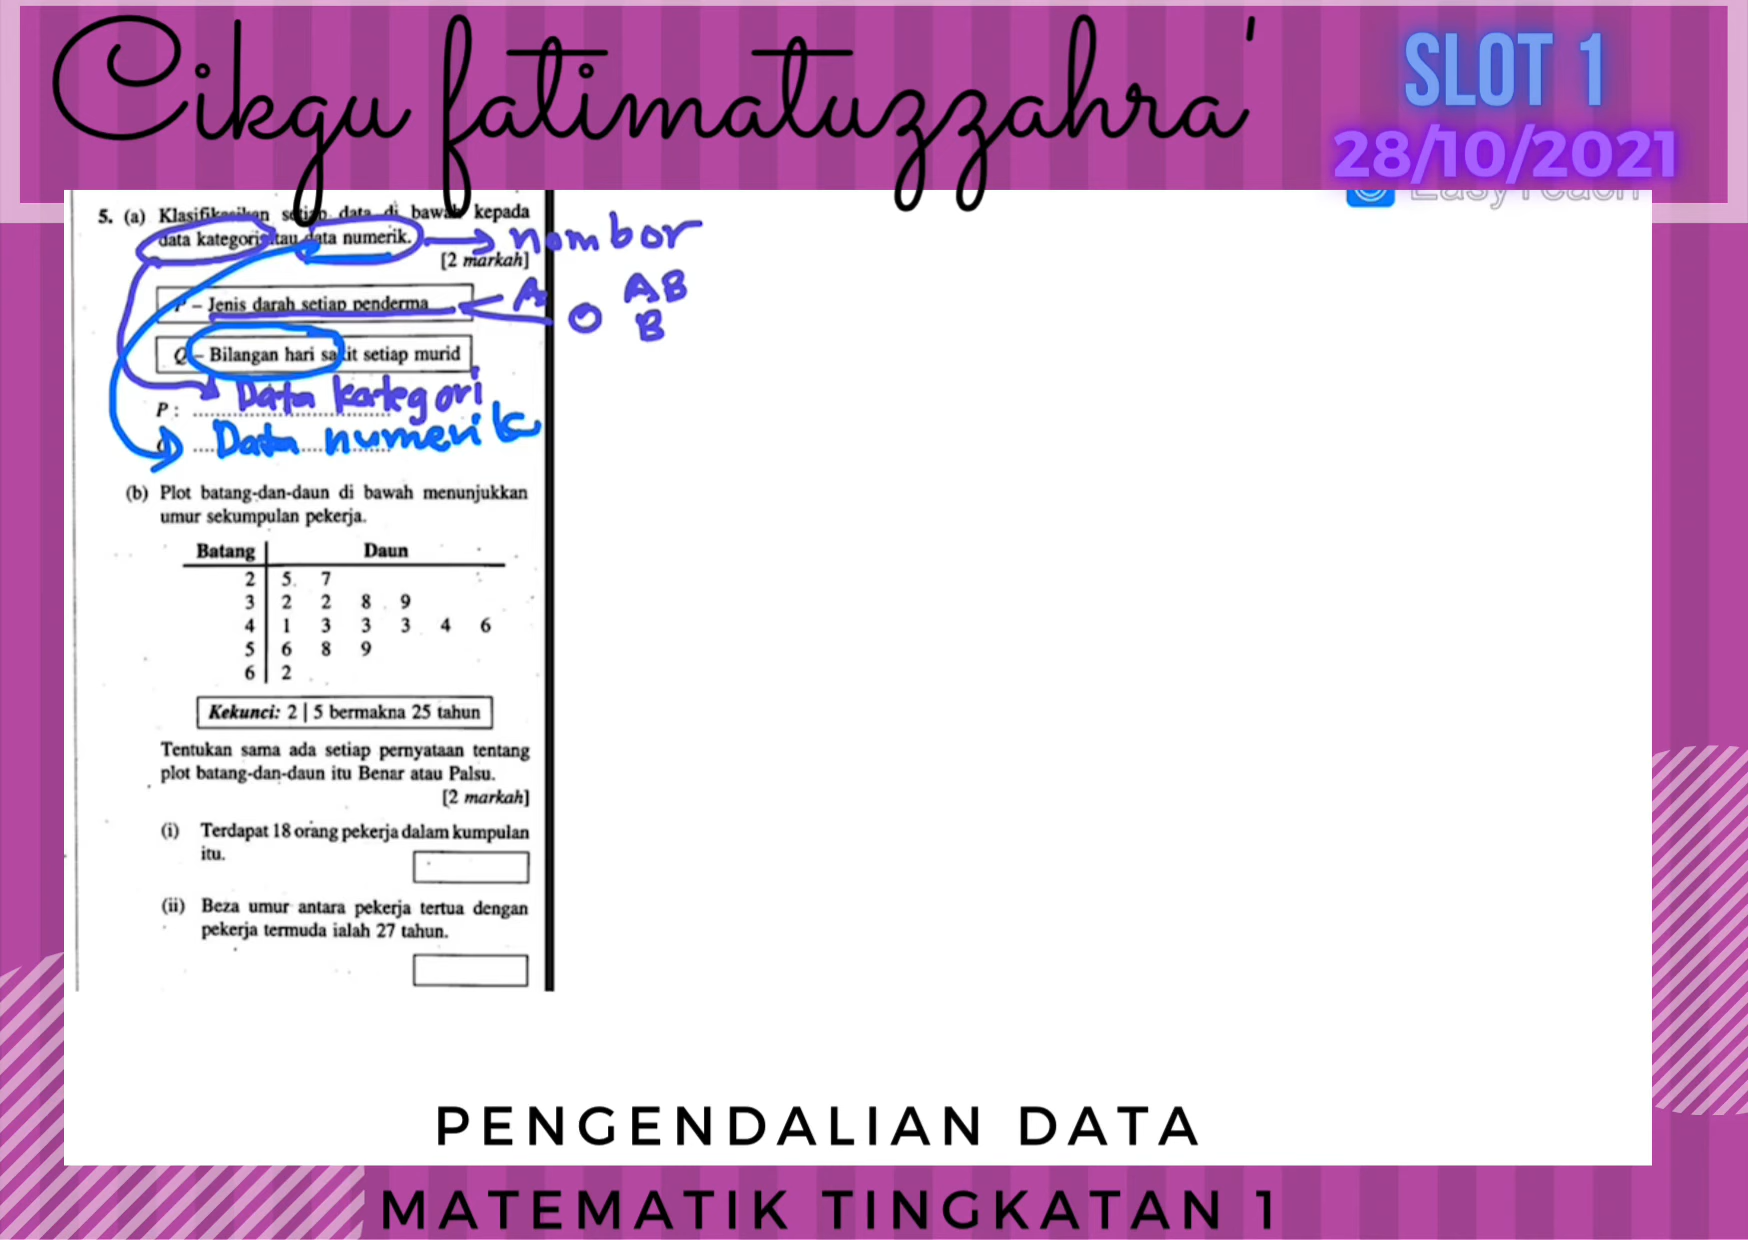 Cikgu fatimatuzzahra'
SLOT 1
28/10/2021
5. (a) Klasifikasikan setiap data di bawah kepada
data kategori atau data numerik.
nombor
[2 markah]
P – Jenis darah setiap penderma
A
O
AB
B
Q – Bilangan hari sakit setiap murid
P : Data kategori
Data numerik
(b) Plot batang-dan-daun di bawah menunjukkan
umur sekumpulan pekerja.
Batang Daun
2 5 7
3 2 2 8 9
4 1 3 3 3 4 6
5 6 8 9
6 2
Kekunci: 2 | 5 bermakna 25 tahun
Tentukan sama ada setiap pernyataan tentang
plot batang-dan-daun itu Benar atau Palsu.
[2 markah]
(i) Terdapat 18 orang pekerja dalam kumpulan
itu.
(ii) Beza umur antara pekerja tertua dengan
pekerja termuda ialah 27 tahun.
PENGENDALIAN DATA
MATEMATIK TINGKATAN 1